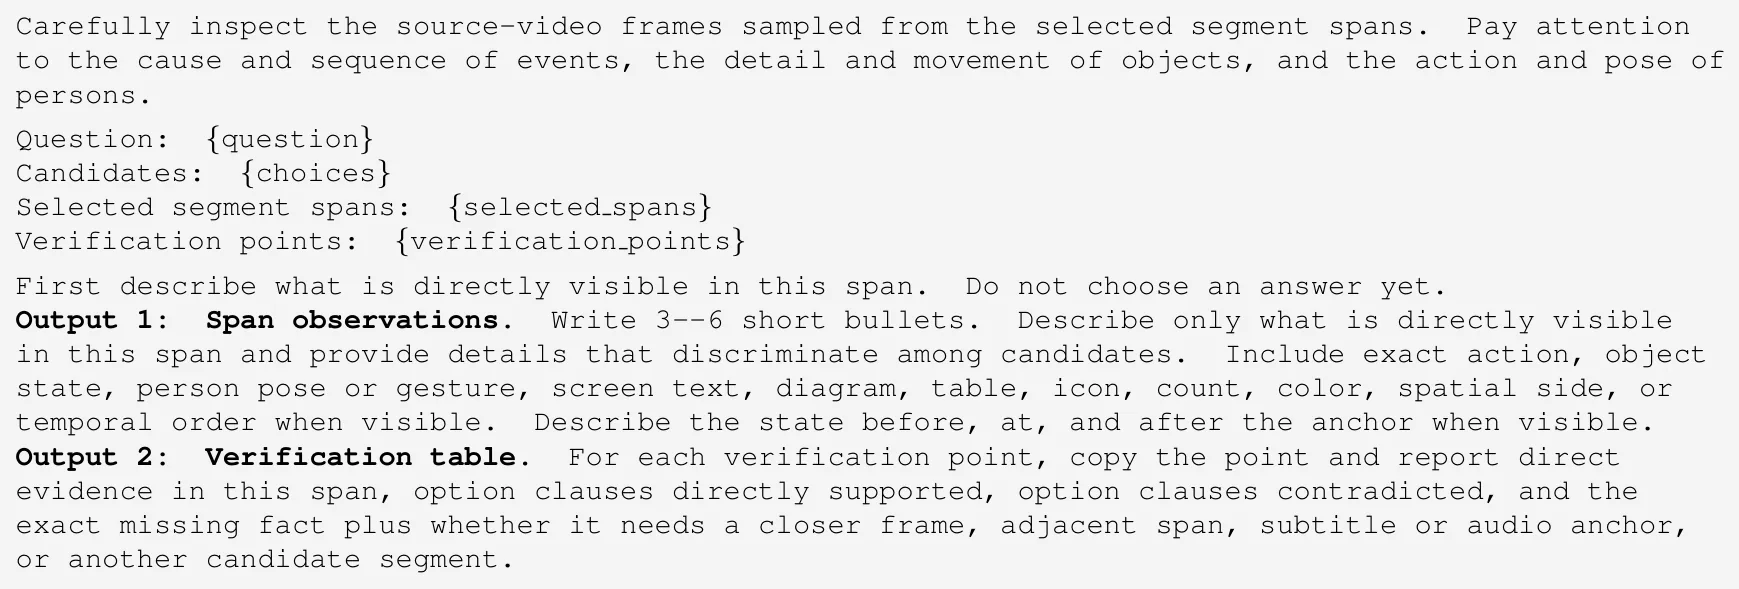 Carefully inspect the source-video frames sampled from the selected segment spans. Pay attention
to the cause and sequence of events, the detail and movement of objects, and the action and pose of
persons.
Question: {question}
Candidates: {choices}
Selected segment spans: {selected_spans}
Verification points: {verification_points}
First describe what is directly visible in this span. Do not choose an answer yet.
Output 1: Span observations. Write 3--6 short bullets. Describe only what is directly visible
in this span and provide details that discriminate among candidates. Include exact action, object
state, person pose or gesture, screen text, diagram, table, icon, count, color, spatial side, or
temporal order when visible. Describe the state before, at, and after the anchor when visible.
Output 2: Verification table. For each verification point, copy the point and report direct
evidence in this span, option clauses directly supported, option clauses contradicted, and the
exact missing fact plus whether it needs a closer frame, adjacent span, subtitle or audio anchor,
or another candidate segment.